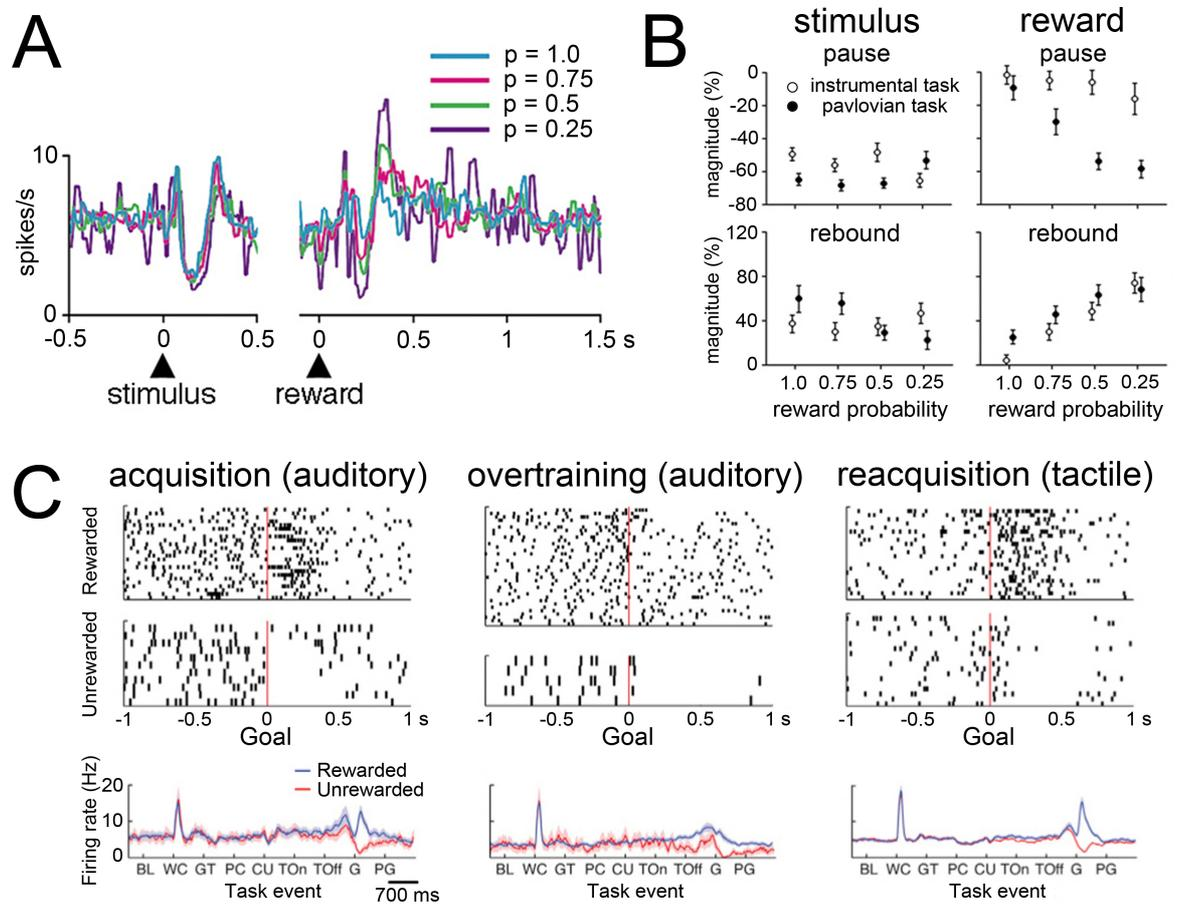 A
p = 1.0
p = 0.75
p = 0.5
p = 0.25
10
spikes/s
0
-0.5 0 0.5 0 0.5 1 1.5 s
stimulus reward
B
stimulus reward
pause pause
instrumental task
pavlovian task
magnitude (%)
0
-20
-40
-60
-80
rebound rebound
magnitude (%)
120
80
40
0
1.0 0.75 0.5 0.25 1.0 0.75 0.5 0.25
reward probability reward probability
C
acquisition (auditory) overtraining (auditory) reacquisition (tactile)
Rewarded
Unrewarded
-1 -0.5 0 0.5 1 s -1 -0.5 0 0.5 1 s -1 -0.5 0 0.5 1 s
Goal Goal Goal
Firing rate (Hz)
20
10
0
Rewarded
Unrewarded
BL WC GT PC CU TOn TOff G PG BL WC GT PC CU TOn TOff G PG BL WC GT PC CU TOn TOff G PG
Task event Task event Task event
700 ms